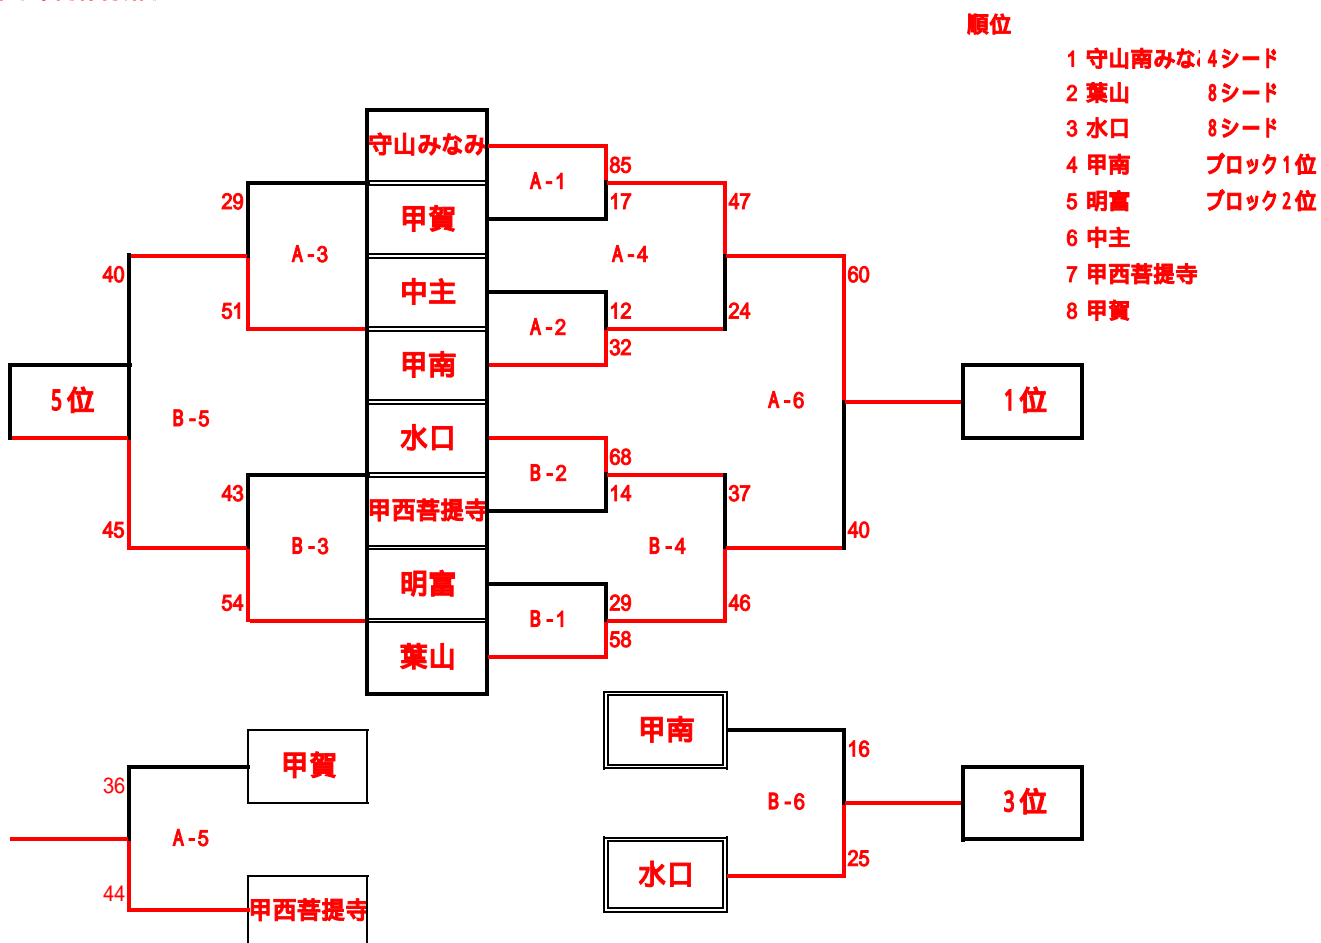 順位
1 守山南みな 4シード
2 葉山 8シード
3 水口 8シード
4 甲南 ブロック1位
5 明富 ブロック2位
6 中主
7 甲西菩提寺
8 甲賀
守山みなみ
A-1
85
17
47
29
甲賀
A-3
A-4
40
60
中主
51
12
24
A-2
32
甲南
5位
A-6
1位
B-5
水口
68
B-2
43
14
37
甲西菩提寺
45
40
B-3
B-4
明富
54
29
46
B-1
58
葉山
甲南
16
甲賀
36
B-6
3位
A-5
25
水口
44
甲西菩提寺